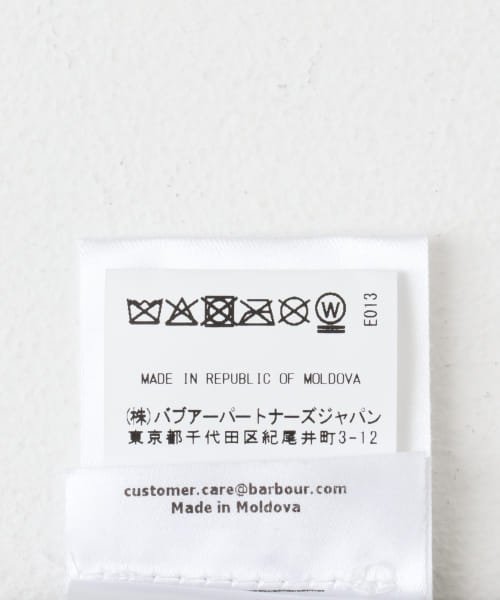 W
E013
MADE IN REPUBLIC OF MOLDOVA
(株)バブアーパートナーズジャパン
東京都千代田区紀尾井町3-12
customer.care@barbour.com
Made in Moldova